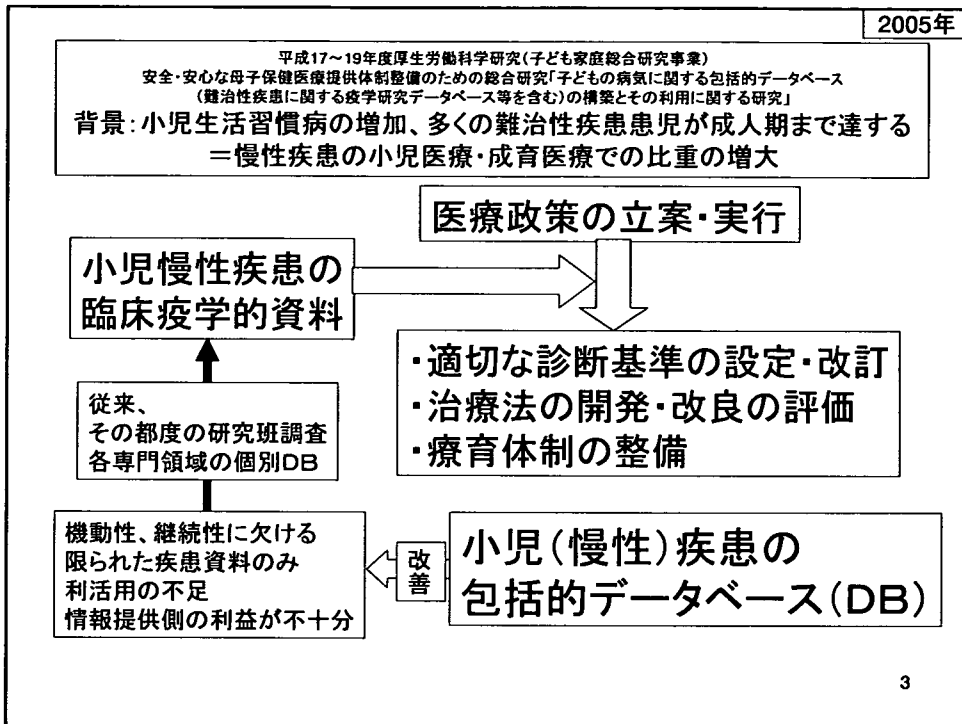 2005年
平成17～19年度厚生労働科学研究(子ども家庭総合研究事業)
安全・安心な母子保健医療提供体制整備のための総合研究「子どもの病気に関する包括的データベース
(難治性疾患に関する疫学研究データベース等を含む)の構築とその利用に関する研究」
背景:小児生活習慣病の増加、多くの難治性疾患患児が成人期まで達する
＝慢性疾患の小児医療・成育医療での比重の増大
医療政策の立案・実行
小児慢性疾患の
臨床疫学的資料
・適切な診断基準の設定・改訂
・治療法の開発・改良の評価
・療育体制の整備
従来、
その都度の研究班調査
各専門領域の個別DB
機動性、継続性に欠ける
限られた疾患資料のみ
利活用の不足
情報提供側の利益が不十分
改善
小児(慢性)疾患の
包括的データベース(DB)
3